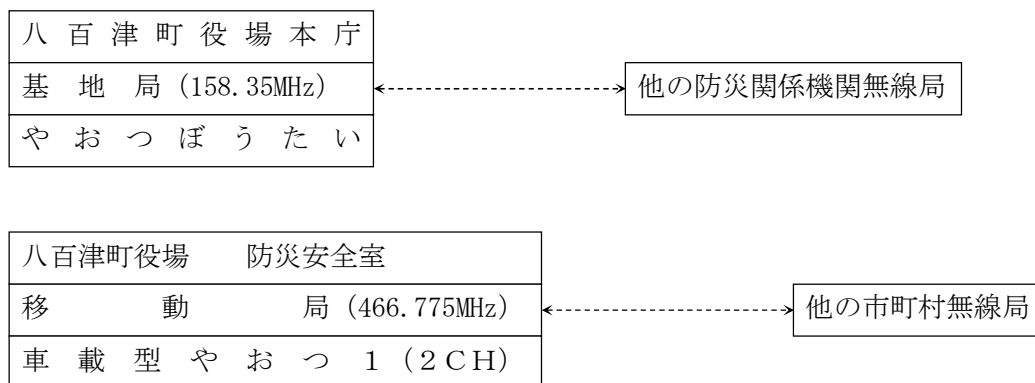 八百津町役場本庁
基地局(158.35MHz)
他の防災関係機関無線局
やおつぼうたい
八百津町役場　防災安全室
移動局(466.775MHz)
他の市町村無線局
車載型やおつ１(２ＣＨ)